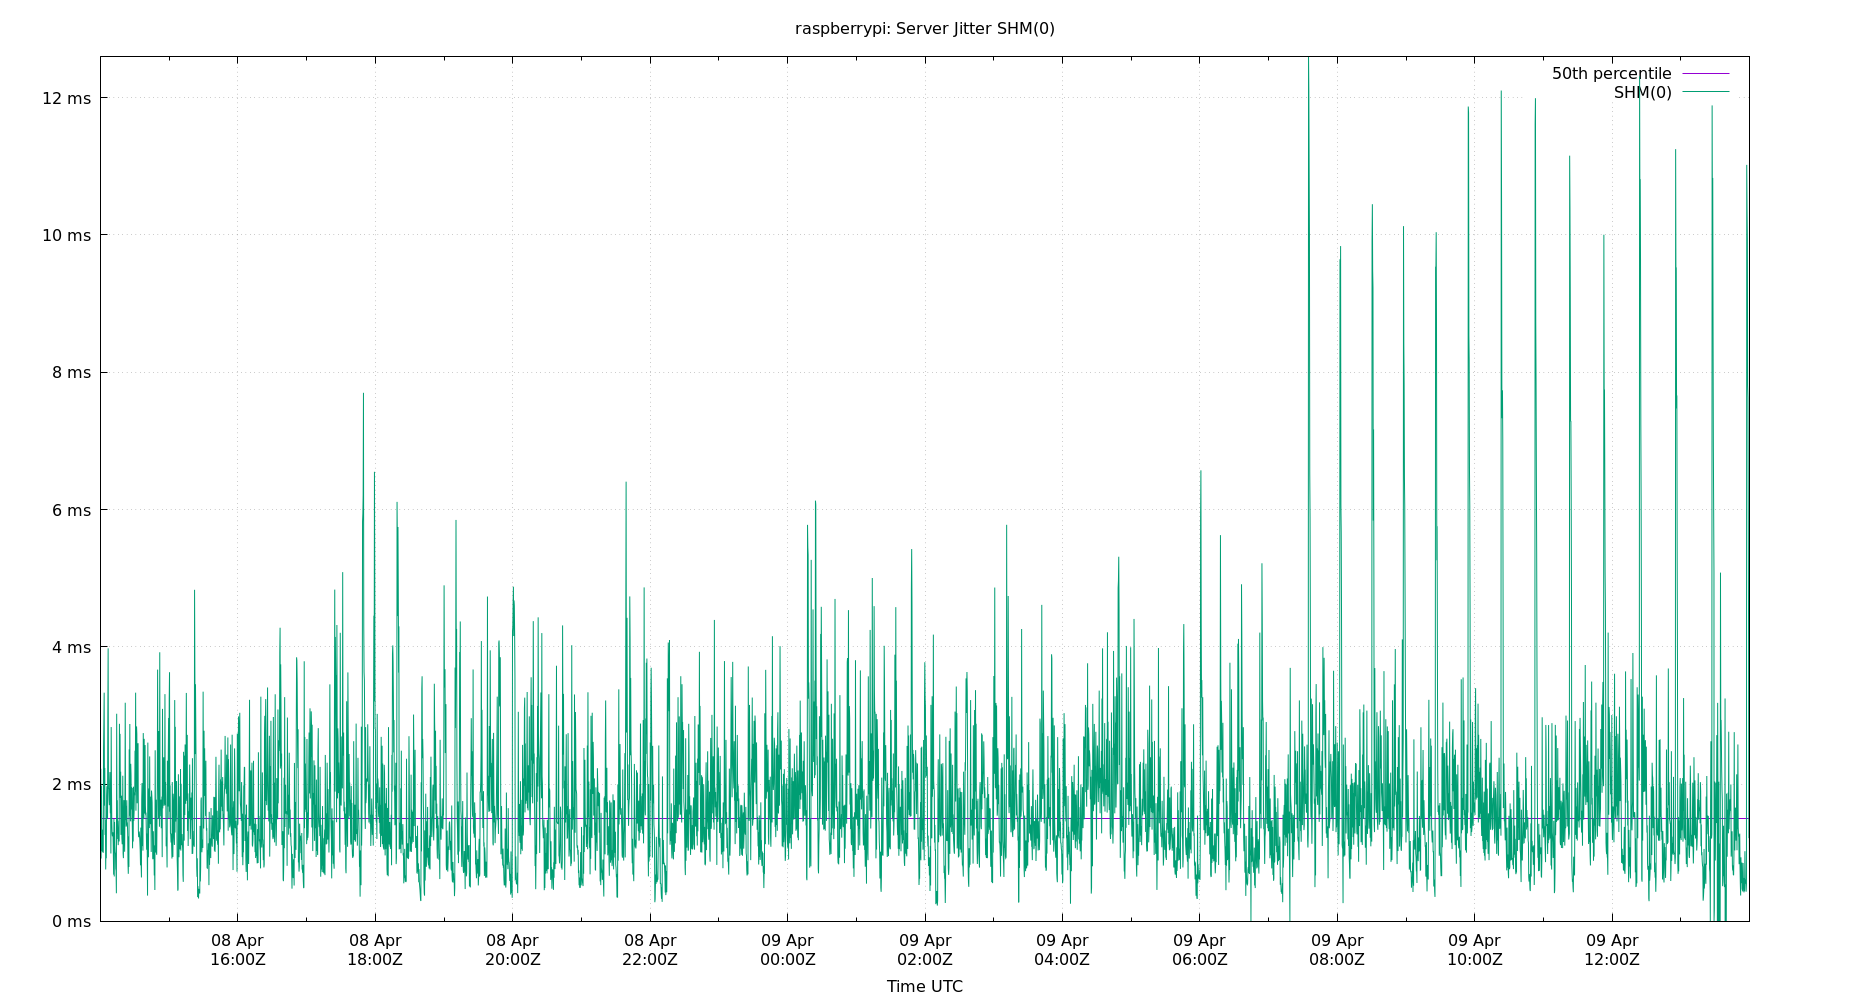 raspberrypi: Server Jitter SHM(0)
50th percentile
SHM(0)
12 ms
10 ms
8 ms
6 ms
4 ms
2 ms
0 ms
08 Apr 08 Apr 08 Apr 08 Apr 09 Apr 09 Apr 09 Apr 09 Apr 09 Apr 09 Apr 09 Apr
16:00Z 18:00Z 20:00Z 22:00Z 00:00Z 02:00Z 04:00Z 06:00Z 08:00Z 10:00Z 12:00Z
Time UTC